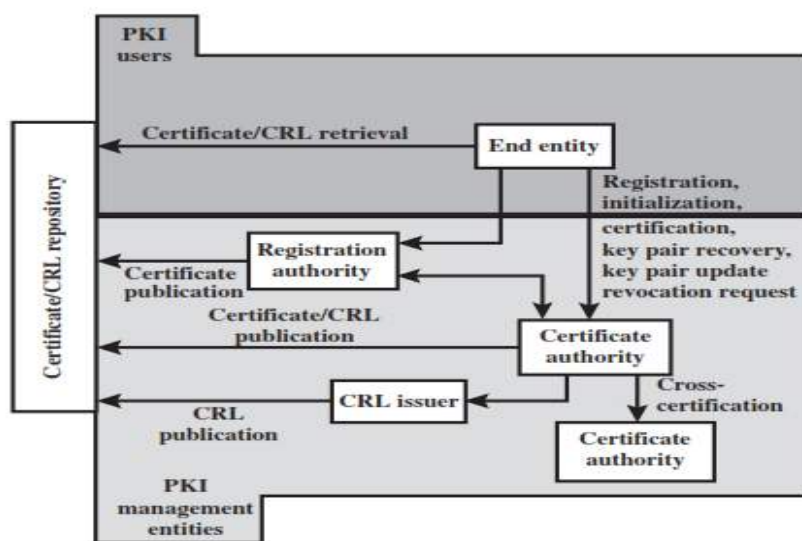 PKI
users
Certificate/CRL retrieval
End entity
Certificate/CRL repository
Registration,
initialization,
certification,
key pair recovery,
key pair update
revocation request
Registration
authority
Certificate
publication
Certificate/CRL
publication
Certificate
authority
CRL issuer
CRL
publication
Cross-
certification
Certificate
authority
PKI
management
entities